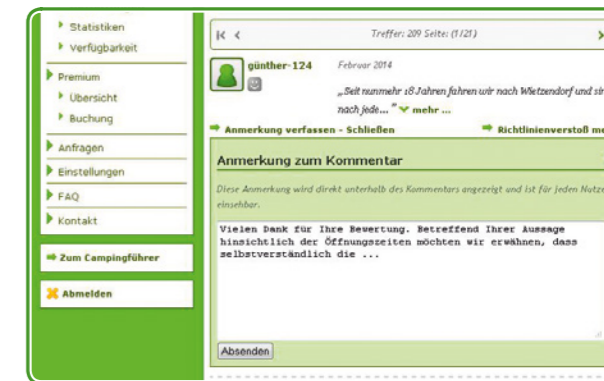 Statistiken
Verfügbarkeit
Premium
Übersicht
Buchung
Anfragen
Einstellungen
FAQ
Kontakt
Zum Campingführer
Abmelden
Treffer: 209 Seite: (1/21)
günther-124 Februar 2014
„Seit nunmehr 18 Jahren fahren wir nach Wietzendorf und
nach jede..." mehr ...
Anmerkung verfassen - Schließen Richtlinienverstoß
Anmerkung zum Kommentar
Diese Anmerkung wird direkt unterhalb des Kommentars angezeigt und ist für jeden
einsehbar.
Vielen Dank für Ihre Bewertung. Betreffend Ihrer Aussage
hinsichtlich der Öffnungszeiten möchten wir erwähnen, dass
selbstverständlich die ...
Absenden